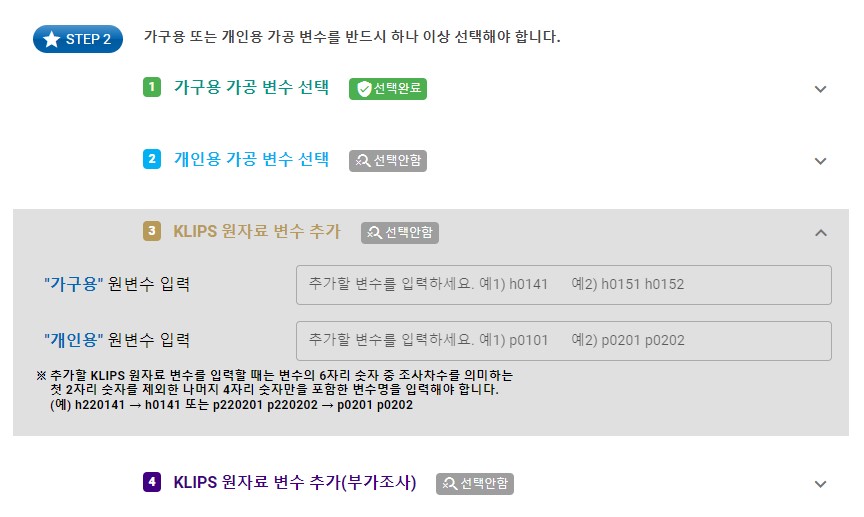 STEP 2 가구용 또는 개인용 가공 변수를 반드시 하나 이상 선택해야 합니다.
1 가구용 가공 변수 선택 선택완료
2 개인용 가공 변수 선택 선택안함
3 KLIPS 원자료 변수 추가 선택안함
"가구용" 원변수 입력 추가할 변수를 입력하세요. 예1) h0141 예2) h0151 h0152
"개인용" 원변수 입력 추가할 변수를 입력하세요. 예1) p0101 예2) p0201 p0202
※ 추가할 KLIPS 원자료 변수를 입력할 때는 변수의 6자리 숫자 중 조사차수를 의미하는
첫 2자리 숫자를 제외한 나머지 4자리 숫자만을 포함한 변수명을 입력해야 합니다.
(예) h220141 → h0141 또는 p220201 p220202 → p0201 p0202
4 KLIPS 원자료 변수 추가(부가조사) 선택안함